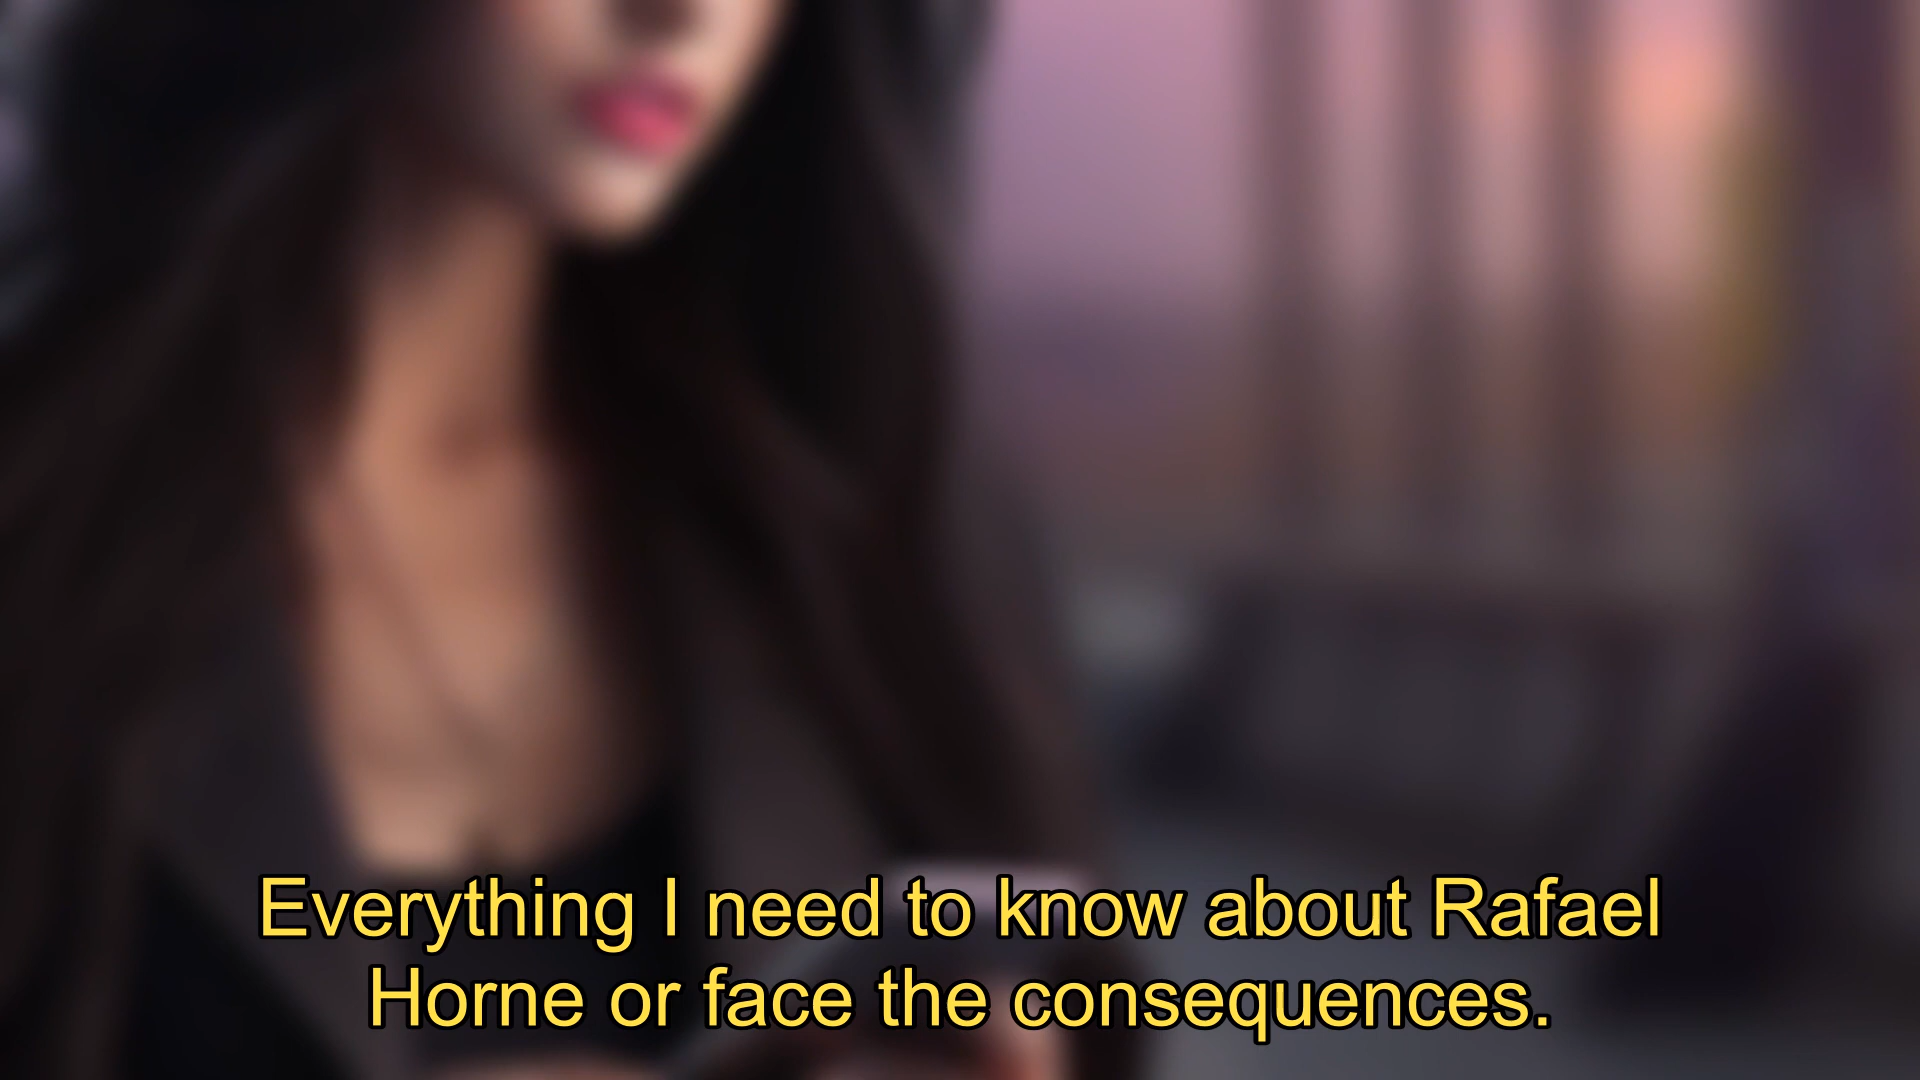 Everything I need to know about Rafael
Horne or face the consequences.